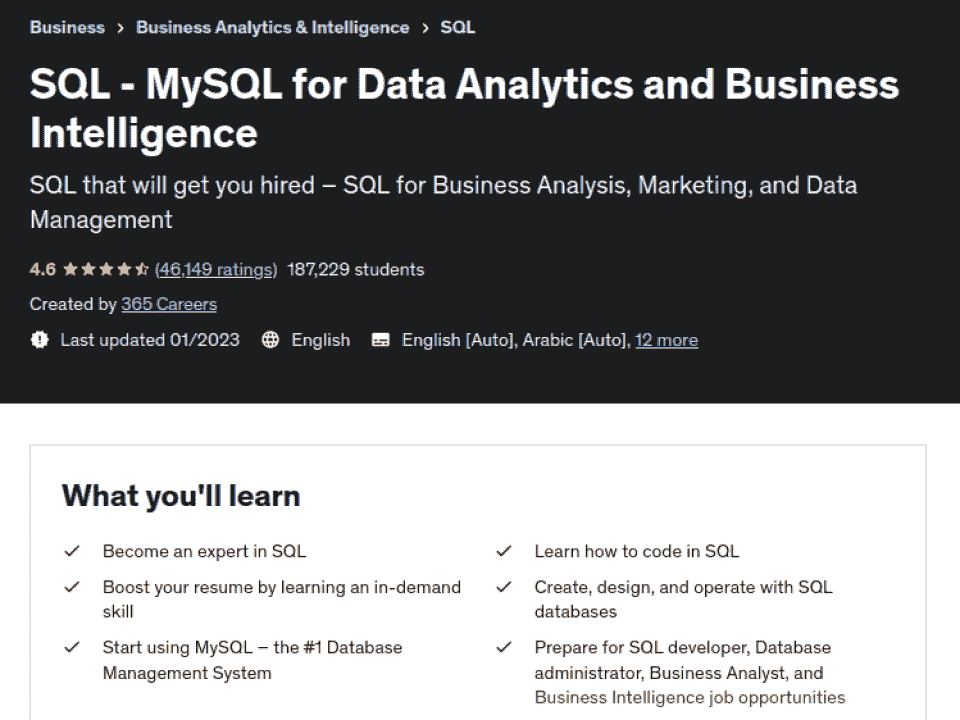 Business > Business Analytics & Intelligence > SQL
SQL - MySQL for Data Analytics and Business
Intelligence
SQL that will get you hired – SQL for Business Analysis, Marketing, and Data
Management
4.6 (46,149 ratings) 187,229 students
Created by 365 Careers
Last updated 01/2023 English English [Auto], Arabic [Auto], 12 more
What you'll learn
Become an expert in SQL
Learn how to code in SQL
Boost your resume by learning an in-demand
skill
Create, design, and operate with SQL
databases
Start using MySQL – the #1 Database
Management System
Prepare for SQL developer, Database
administrator, Business Analyst, and
Business Intelligence job opportunities